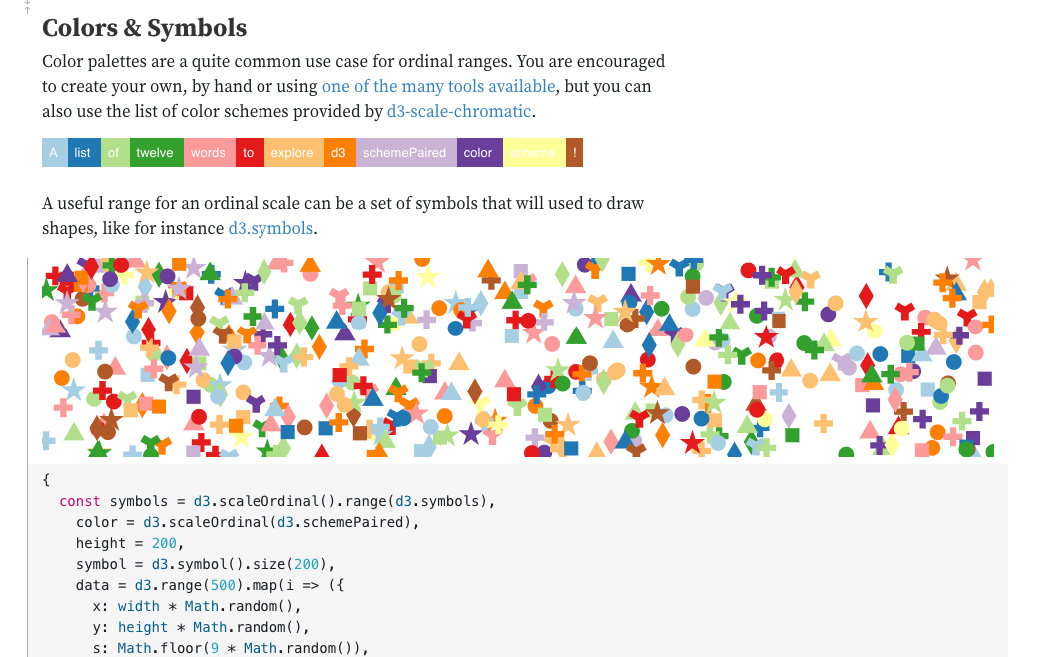 Colors & Symbols
Color palettes are a quite common use case for ordinal ranges. You are encouraged
to create your own, by hand or using one of the many tools available, but you can
also use the list of color schemes provided by d3-scale-chromatic.
A list of twelve words to explore d3 schemePaired color scheme !
A useful range for an ordinal scale can be a set of symbols that will used to draw
shapes, like for instance d3.symbols.
{
  const symbols = d3.scaleOrdinal().range(d3.symbols),
    color = d3.scaleOrdinal(d3.schemePaired),
    height = 200,
    symbol = d3.symbol().size(200),
    data = d3.range(500).map(i => ({
      x: width * Math.random(),
      y: height * Math.random(),
      s: Math.floor(9 * Math.random()),